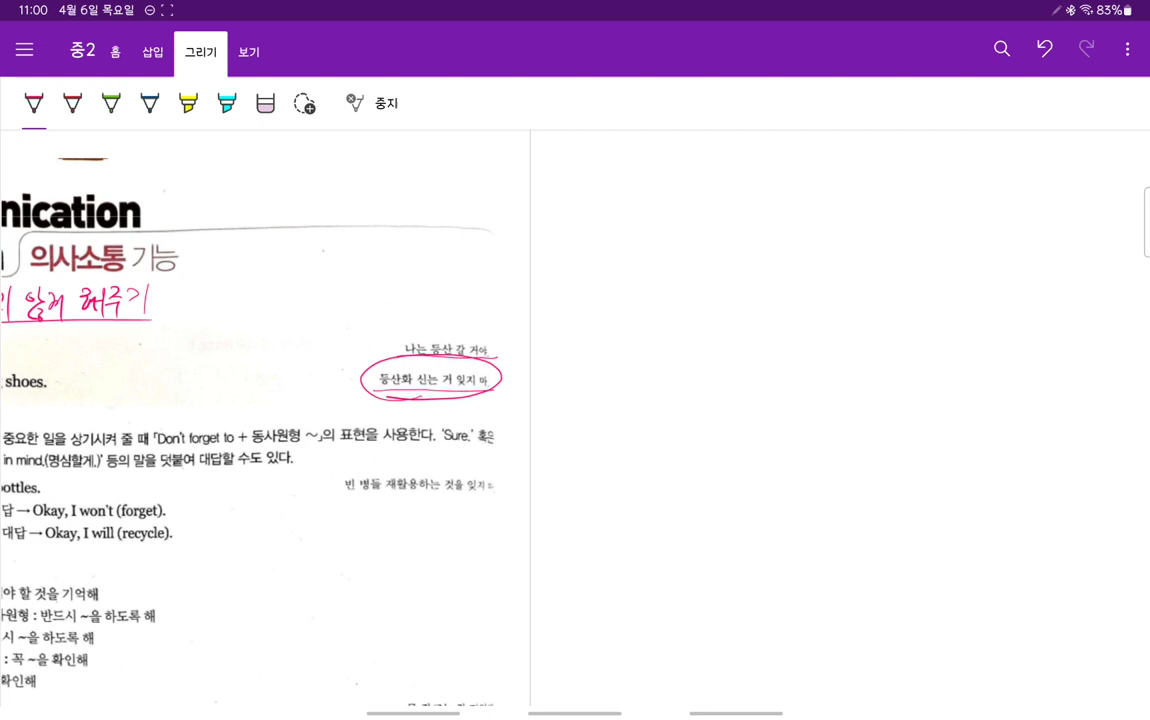 11:00 4월 6일 목요일
83%
중2 홈 삽입 그리기 보기
중지
nication
의사소통 기능
않게 해주기
나는 등산 갈 거야
shoes.
등산화 신는 거 잊지 마
중요한 일을 상기시켜 줄 때 「Don't forget to + 동사원형 ~」의 표현을 사용한다. 'Sure.' 혹은
in mind.(명심할게.)' 등의 말을 덧붙여 대답할 수도 있다.
ottles.
빈 병들 재활용하는 것을 잊지
답 → Okay, I won't (forget).
대답 → Okay, I will (recycle).
야 할 것을 기억해
사원형 : 반드시 ~을 하도록 해
시 ~을 하도록 해
: 꼭 ~을 확인해
확인해